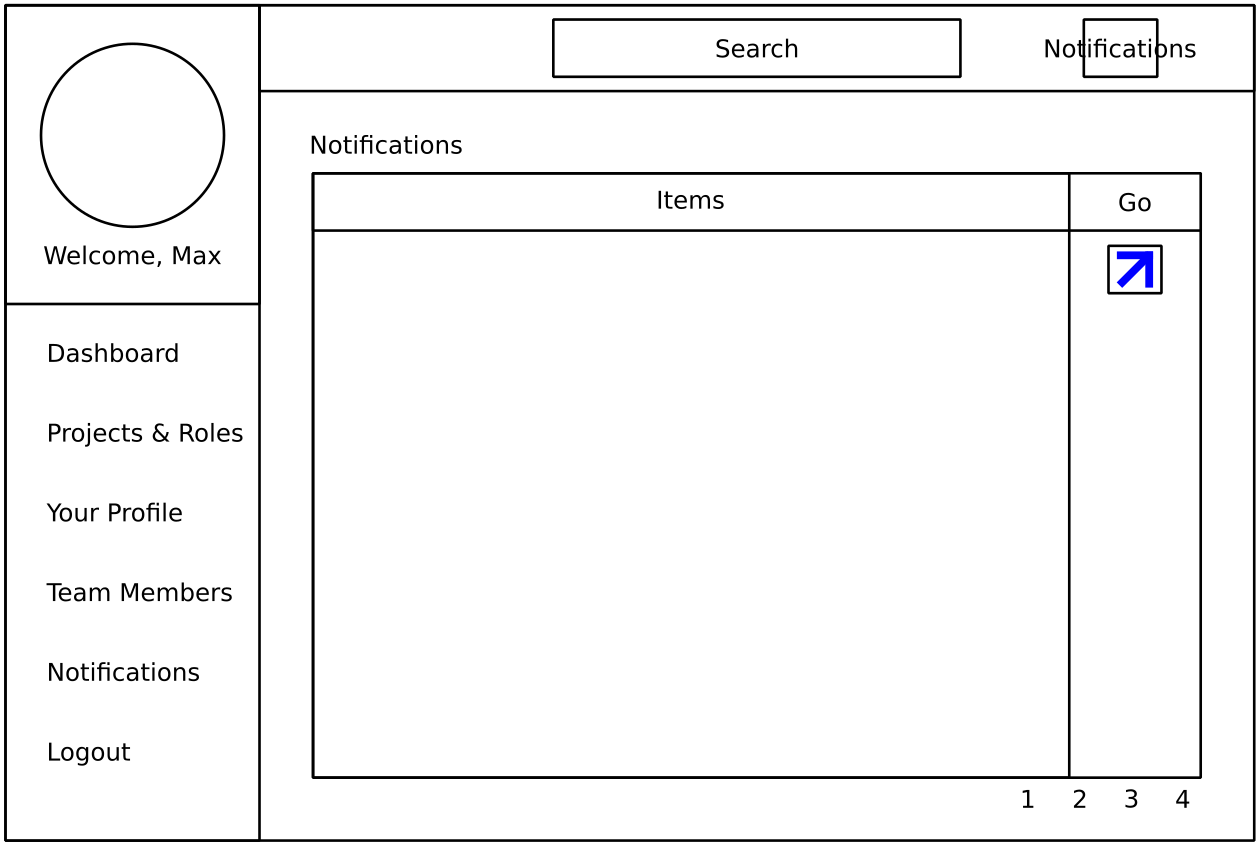 Search
Notifications
Welcome, Max
Dashboard
Projects & Roles
Your Profile
Team Members
Notifications
Logout
Notifications
Items
Go
1 2 3 4